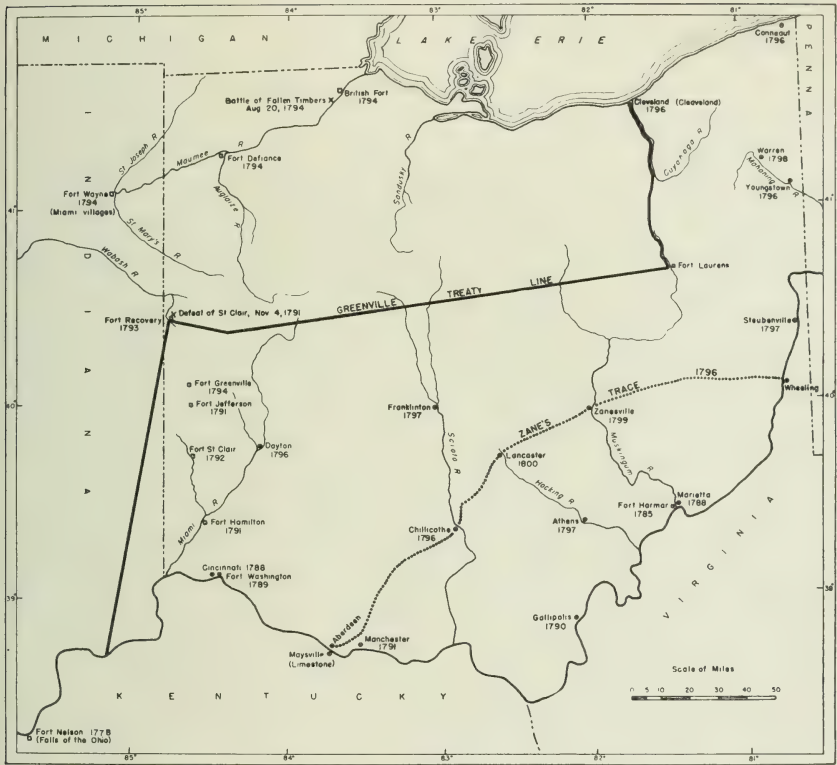 85°
84°
83°
82°
81°
MICHIGAN
LAKE ERIE
Conneaut
1796
PENNA
British Fort
1794
Battle of Fallen Timbers
Aug 20, 1794
Cleveland (Cleaveland)
1796
INDIANA
St Joseph R
Maumee R
Fort Defiance
1794
Auglaize R
Sandusky R
Cuyahoga R
Warren
1798
Mahoning R
Youngstown
1796
Fort Wayne
1794
(Miami villages)
41°
41°
St Mary's R
Wabash R
Fort Laurens
GREENVILLE TREATY LINE
Defeat of St Clair, Nov 4, 1791
Fort Recovery
1793
Steubenville
1797
Fort Greenville
1794
Fort Jefferson
1791
ZANE'S TRACE 1796
Wheeling
40°
40°
Franklinton
1797
Zanesville
1799
Scioto R
Muskingum R
Fort St Clair
1792
Dayton
1796
Lancaster
1800
Hocking R
Marietta
1788
Fort Harmar
1785
Miami R
Fort Hamilton
1791
Chillicothe
1796
Athens
1797
Cincinnati 1788
Fort Washington
1789
39°
VIRGINIA
Gallipolis
1790
Aberdeen
Manchester
1791
Maysville
(Limestone)
Scale of Miles
0 5 10 20 30 40 50
KENTUCKY
Fort Nelson 1778
(Falls of the Ohio)
85°
84°
83°
82°
81°